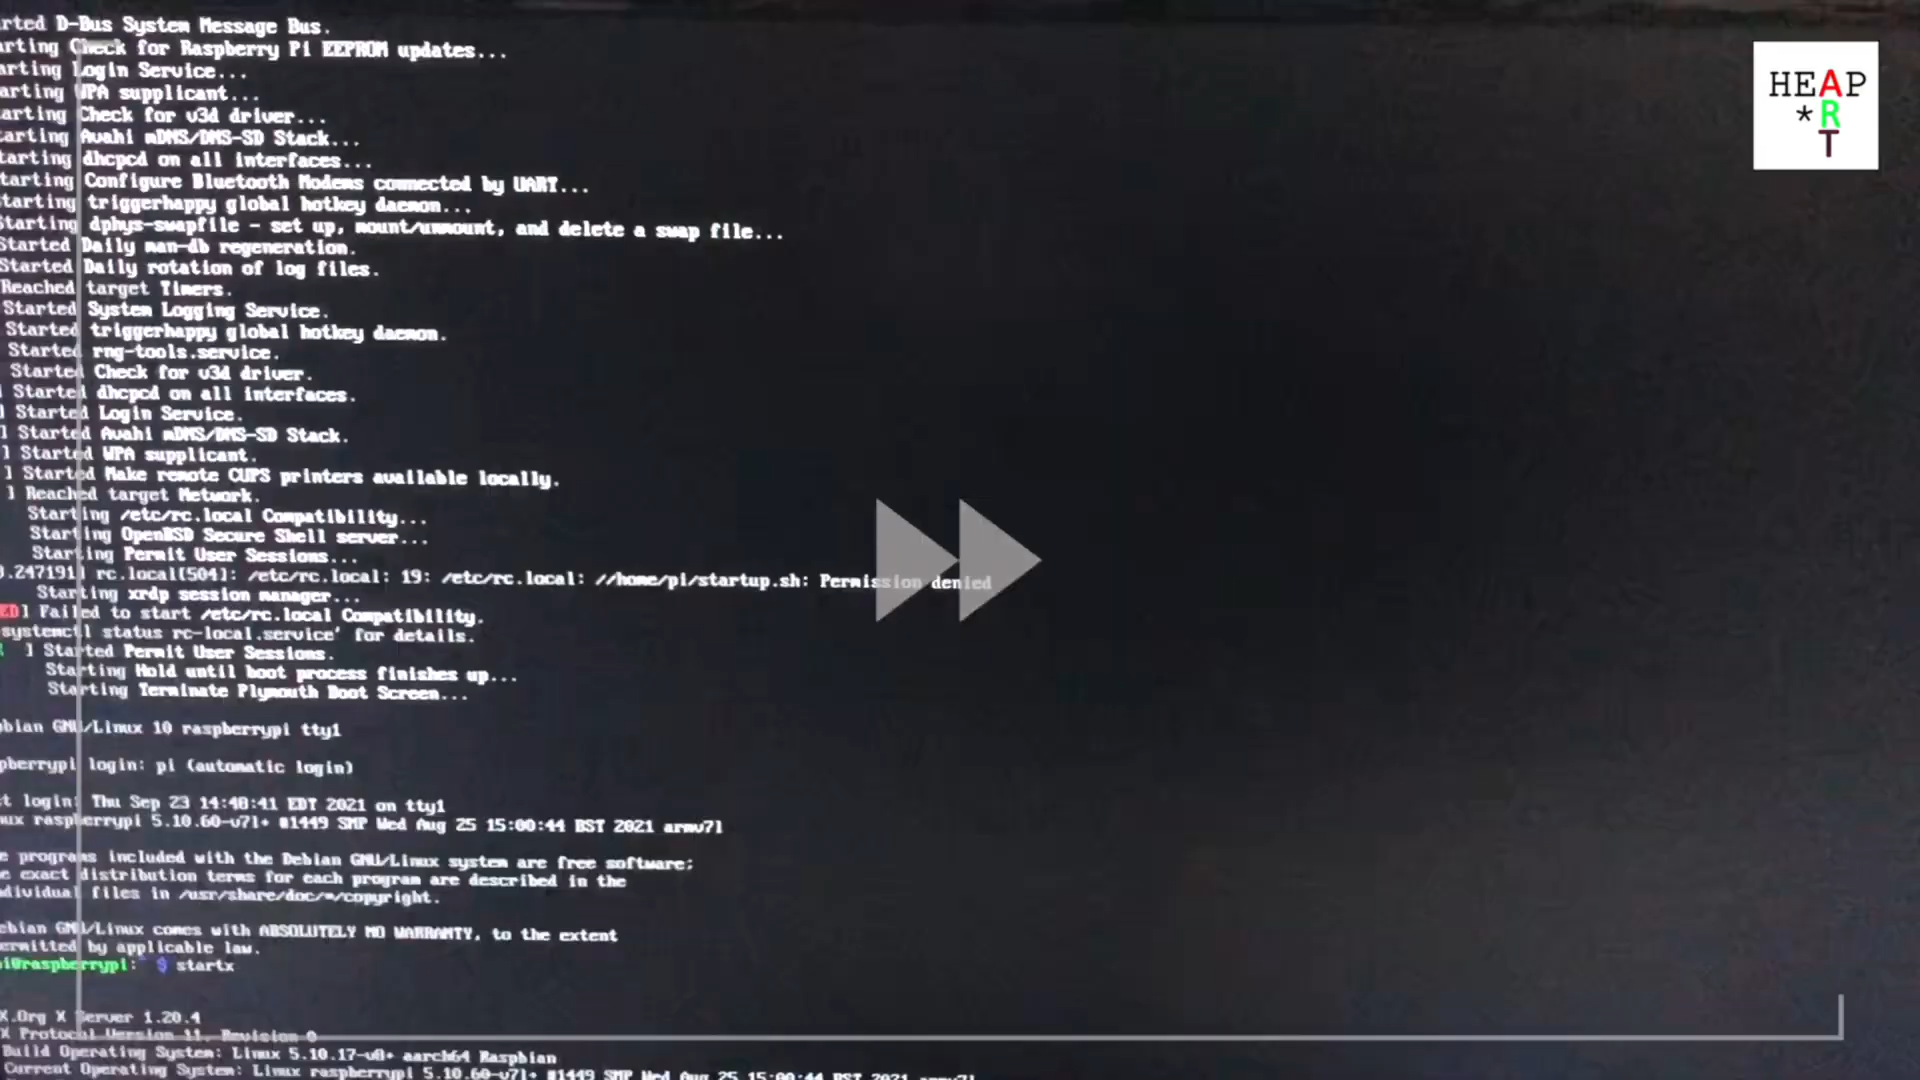 rted D-Bus System Message Bus.
rting Check for Raspberry Pi EEPROM updates...
arting Login Service...
arting WPA supplicant...
arting Check for v3d driver...
tarting Avahi mDNS/DNS-SD Stack...
tarting dhcpcd on all interfaces...
tarting Configure Bluetooth Modems connected by UART...
tarting triggerhappy global hotkey daemon...
Starting dphys-swapfile - set up, mount/unmount, and delete a swap file...
Started Daily man-db regeneration.
Started Daily rotation of log files.
Reached target Timers.
Started System Logging Service.
Started triggerhappy global hotkey daemon.
Started rng-tools.service.
Started Check for v3d driver.
] Started dhcpcd on all interfaces.
] Started Login Service.
] Started Avahi mDNS/DNS-SD Stack.
] Started WPA supplicant.
] Started Make remote CUPS printers available locally.
] Reached target Network.
Starting /etc/rc.local Compatibility...
Starting OpenBSD Secure Shell server...
Starting Permit User Sessions...
.247191] rc.local[504]: /etc/rc.local: 19: /etc/rc.local: //home/pi/startup.sh: Permission denied
Starting xrdp session manager...
ED] Failed to start /etc/rc.local Compatibility.
systemctl status rc-local.service' for details.
] Started Permit User Sessions.
Starting Hold until boot process finishes up...
Starting Terminate Plymouth Boot Screen...
bian GNU/Linux 10 raspberrypi tty1
pberrypi login: pi (automatic login)
t login: Thu Sep 23 14:48:41 EDT 2021 on tty1
ux raspberrypi 5.10.60-v7l+ #1449 SMP Wed Aug 25 15:00:44 BST 2021 armv7l
e programs included with the Debian GNU/Linux system are free software;
e exact distribution terms for each program are described in the
dividual files in /usr/share/doc/*/copyright.
ebian GNU/Linux comes with ABSOLUTELY NO WARRANTY, to the extent
ermitted by applicable law.
i@raspberrypi:~ $ startx
X.Org X Server 1.20.4
X Protocol Version 11, Revision 0
Build Operating System: Linux 5.10.17-v8+ aarch64 Raspbian
Current Operating System: Linux raspberrypi 5.10.60-v7l+ #1449 SMP Wed Aug 25 15:00:44 BST 2021 armv7l
HEAP
*R
T